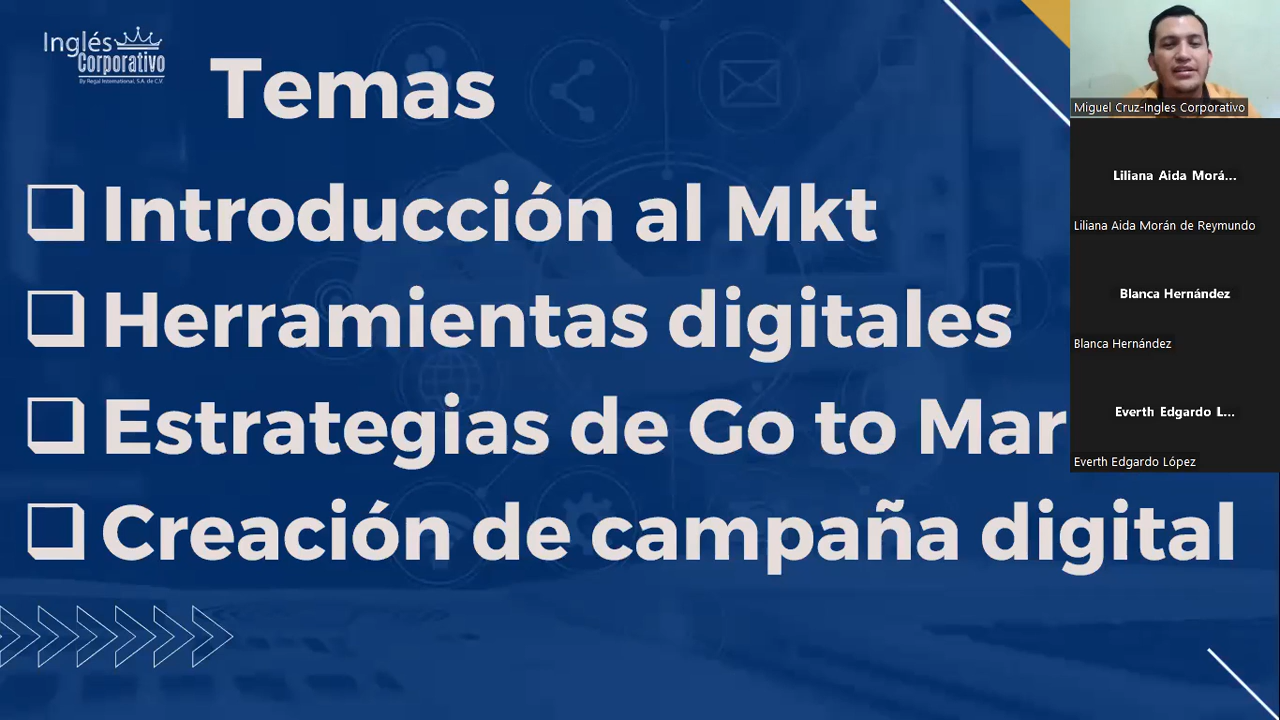 Inglés
Corporativo
By Regal International, S.A. de C.V.
Temas
Introducción al Mkt
Herramientas digitales
Estrategias de Go to Mar
Creación de campaña digital
Miguel Cruz-Ingles Corporativo
Liliana Aida Morá...
Liliana Aida Morán de Reymundo
Blanca Hernández
Blanca Hernández
Everth Edgardo L...
Everth Edgardo López